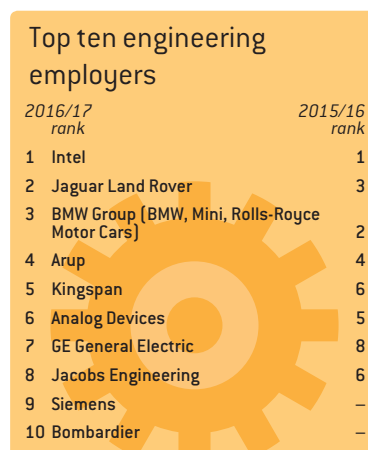 Top ten engineering
employers
2016/17 2015/16
rank rank
1 Intel 1
2 Jaguar Land Rover 3
3 BMW Group (BMW, Mini, Rolls-Royce
Motor Cars) 2
4 Arup 4
5 Kingspan 6
6 Analog Devices 5
7 GE General Electric 8
8 Jacobs Engineering 6
9 Siemens –
10 Bombardier –